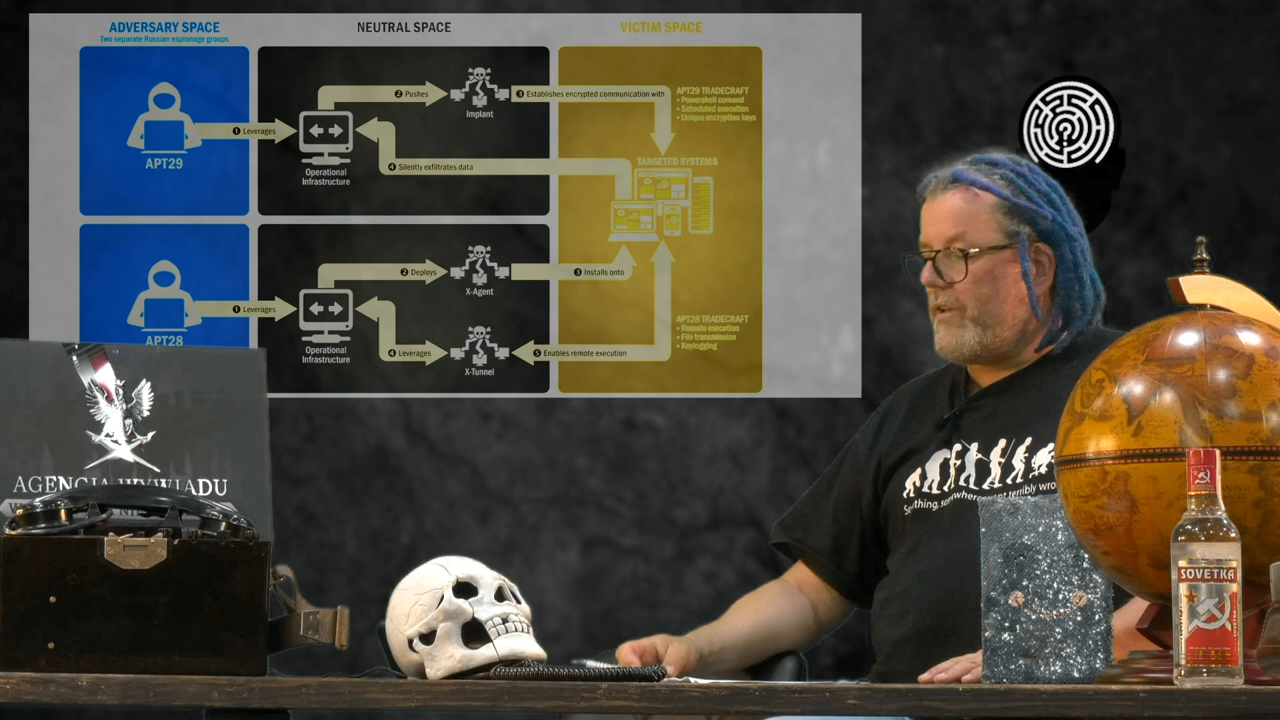 ADVERSARY SPACE
Two separate Russian espionage groups
NEUTRAL SPACE
VICTIM SPACE
APT29
1 Leverages
Operational
Infrastructure
2 Pushes
Implant
3 Establishes encrypted communication with
4 Silently exfiltrates data
APT29 TRADECRAFT
• Powershell comand
• Scheduled execution
• Unique encryption keys
TARGETED SYSTEMS
APT28
1 Leverages
Operational
Infrastructure
2 Deploys
X-Agent
3 Installs onto
4 Leverages
X-Tunnel
5 Enables remote execution
APT28 TRADECRAFT
• Remote execution
• File transmission
• Keylogging
?
AGENCJA WYWIADU
terribly
SOVETKA